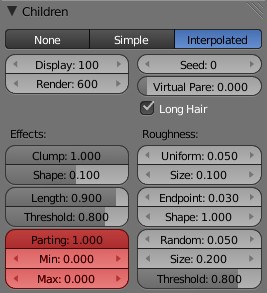 Children
None Simple Interpolated
Display: 100 Seed: 0
Render: 600 Virtual Pare: 0.000
Long Hair
Effects: Roughness:
Clump: 1.000 Uniform: 0.050
Shape: 0.100 Size: 0.100
Length: 0.900 Endpoint: 0.030
Threshold: 0.800 Shape: 1.000
Parting: 1.000 Random: 0.050
Min: 0.000 Size: 0.200
Max: 0.000 Threshold: 0.800